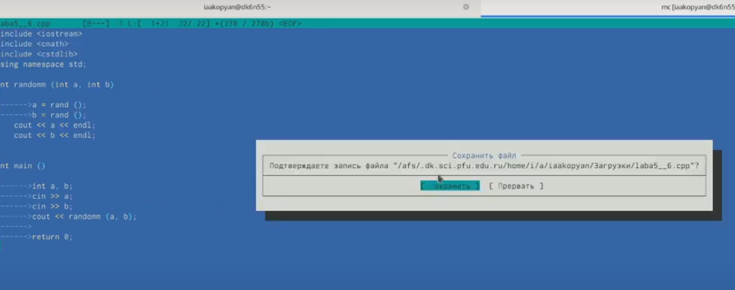 iaakopyan@dk6n55:~
mc [iaakopyan@dk6n55
laba5__6.cpp [H---] 1 L:[ 1+21 22/ 22] *(270 / 270b) <EOF>
include <iostream>
include <cmath>
include <cstdlib>
sing namespace std;
nt randomm (int a, int b)
------>a = rand ();
------>b = rand ();
cout << a << endl;
cout << b << endl;
nt main ()
------>int a, b;
------>cin >> a;
------>cin >> b;
------>cout << randomm (a, b);
------>
------>return 0;
Сохранить файл
Подтверждаете запись файла "/afs/.dk.sci.pfu.edu.ru/home/i/a/iaakopyan/Загрузки/laba5__6.cpp"?
[ Сохранить ] [ Прервать ]